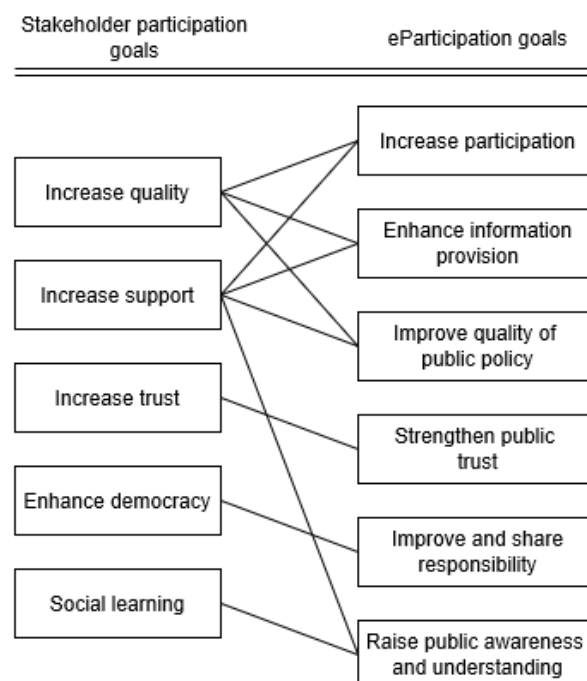 Stakeholder participation
goals
eParticipation goals
Increase quality
Increase support
Increase trust
Enhance democracy
Social learning
Increase participation
Enhance information
provision
Improve quality of
public policy
Strengthen public
trust
Improve and share
responsibility
Raise public awareness
and understanding